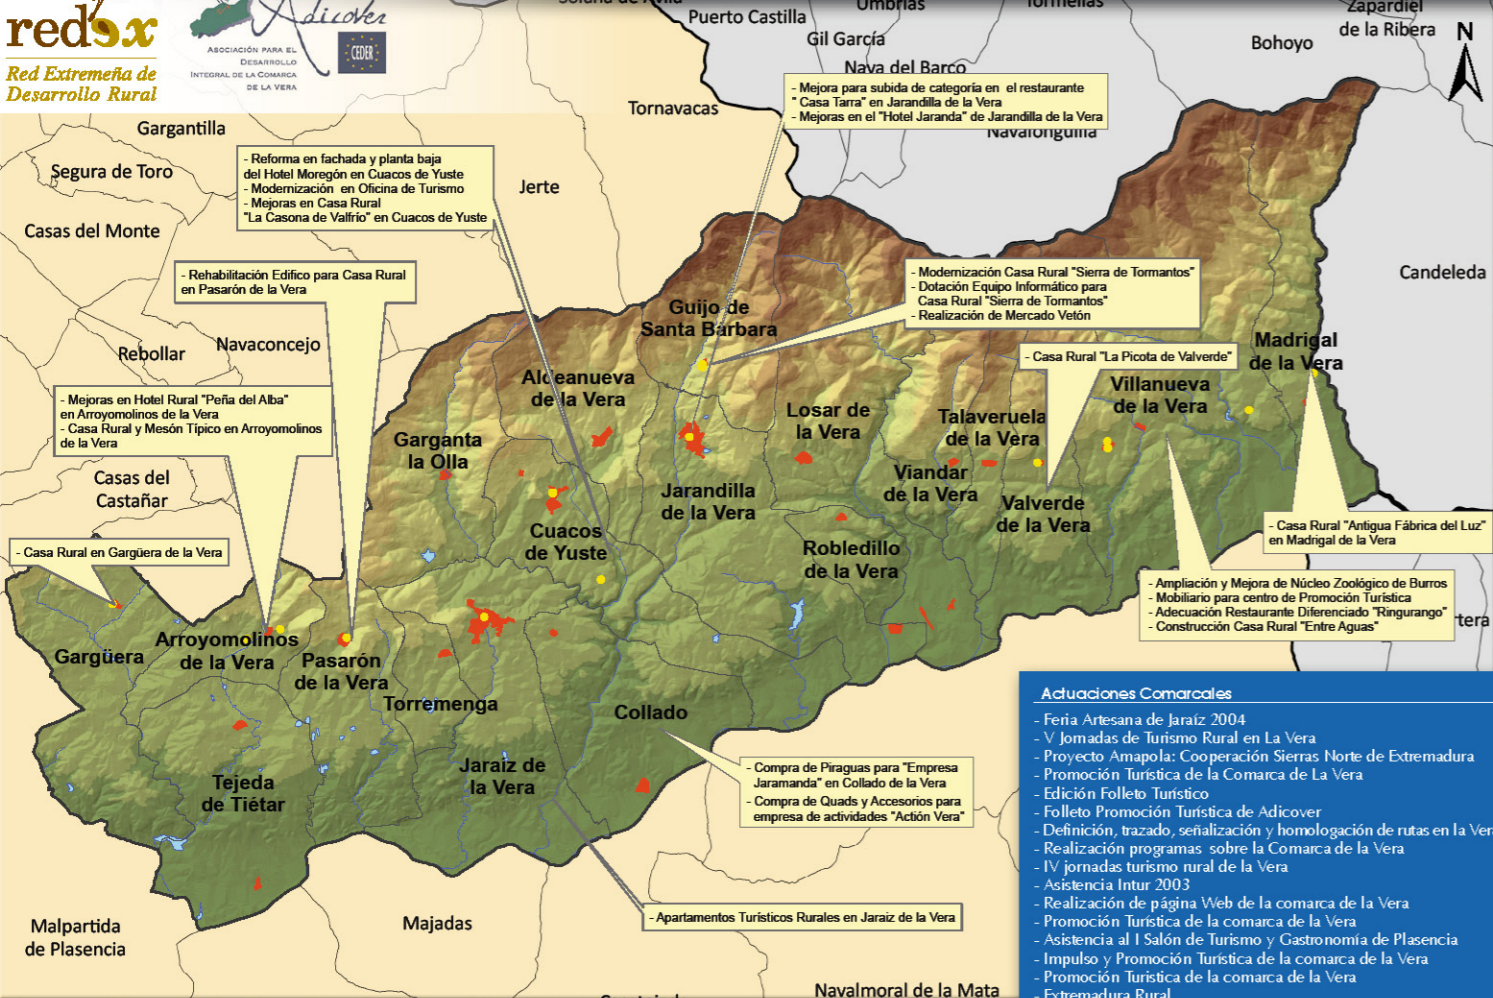 redex
Red Extremeña de
Desarrollo Rural
Adicover
ASOCIACIÓN PARA EL
DESARROLLO
INTEGRAL DE LA COMARCA
DE LA VERA
CEDER
Puerto Castilla
Umbrías
Tormellas
Zapardiel
de la Ribera
Gil García
Bohoyo
N
Nava del Barco
Tornavacas
- Mejora para subida de categoría en el restaurante
" Casa Tarra" en Jarandilla de la Vera
- Mejoras en el "Hotel Jaranda" de Jarandilla de la Vera
Navalonguilla
Gargantilla
Segura de Toro
- Reforma en fachada y planta baja
del Hotel Moregón en Cuacos de Yuste
- Modernización en Oficina de Turismo
- Mejoras en Casa Rural
"La Casona de Valfrío" en Cuacos de Yuste
Jerte
Casas del Monte
- Rehabilitación Edifico para Casa Rural
en Pasarón de la Vera
- Modernización Casa Rural "Sierra de Tormantos"
- Dotación Equipo Informático para
Casa Rural "Sierra de Tormantos"
- Realización de Mercado Vetón
Candeleda
Guijo de
Santa Bárbara
Rebollar
Navaconcejo
- Casa Rural "La Picota de Valverde"
Madrigal
de la Vera
Aldeanueva
de la Vera
Villanueva
de la Vera
- Mejoras en Hotel Rural "Peña del Alba"
en Arroyomolinos de la Vera
- Casa Rural y Mesón Típico en Arroyomolinos
de la Vera
Losar de
la Vera
Talaveruela
de la Vera
Garganta
la Olla
Viandar
de la Vera
Casas del
Castañar
Jarandilla
de la Vera
Valverde
de la Vera
Cuacos
de Yuste
- Casa Rural "Antigua Fábrica del Luz"
en Madrigal de la Vera
- Casa Rural en Gargüera de la Vera
Robledillo
de la Vera
- Ampliación y Mejora de Núcleo Zoológico de Burros
- Mobiliario para centro de Promoción Turística
- Adecuación Restaurante Diferenciado "Ringurango"
- Construcción Casa Rural "Entre Aguas"
Gargüera
Arroyomolinos
de la Vera
Pasarón
de la Vera
Torremenga
Collado
Tejeda
de Tiétar
Jaraiz de
la Vera
- Compra de Piraguas para "Empresa
Jaramanda" en Collado de la Vera
- Compra de Quads y Accesorios para
empresa de actividades "Actión Vera"
- Apartamentos Turísticos Rurales en Jaraiz de la Vera
Malpartida
de Plasencia
Majadas
Navalmoral de la Mata
Actuaciones Comarcales
- Feria Artesana de Jaraíz 2004
- V Jornadas de Turismo Rural en La Vera
- Proyecto Amapola: Cooperación Sierras Norte de Extremadura
- Promoción Turística de la Comarca de La Vera
- Edición Folleto Turístico
- Folleto Promoción Turística de Adicover
- Definición, trazado, señalización y homologación de rutas en la Vera
- Realización programas sobre la Comarca de la Vera
- IV jornadas turismo rural de la Vera
- Asistencia Intur 2003
- Realización de página Web de la comarca de la Vera
- Promoción Turística de la comarca de la Vera
- Asistencia al I Salón de Turismo y Gastronomía de Plasencia
- Impulso y Promoción Turística de la comarca de la Vera
- Promoción Turistica de la comarca de la Vera
- Extremadura Rural